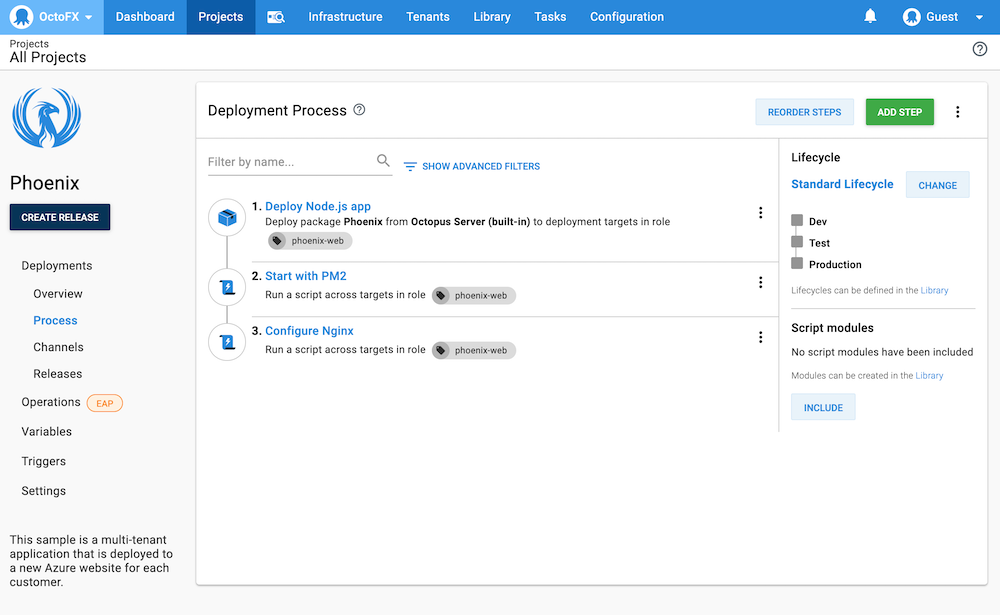 OctoFX Dashboard Projects Infrastructure Tenants Library Tasks Configuration Guest
Projects
All Projects
Phoenix
CREATE RELEASE
Deployments
Overview
Process
Channels
Releases
Operations EAP
Variables
Triggers
Settings
This sample is a multi-tenant
application that is deployed to
a new Azure website for each
customer.
Deployment Process
REORDER STEPS ADD STEP
Filter by name... SHOW ADVANCED FILTERS
1. Deploy Node.js app
Deploy package Phoenix from Octopus Server (built-in) to deployment targets in role
phoenix-web
2. Start with PM2
Run a script across targets in role phoenix-web
3. Configure Nginx
Run a script across targets in role phoenix-web
Lifecycle
Standard Lifecycle CHANGE
Dev
Test
Production
Lifecycles can be defined in the Library
Script modules
No script modules have been included
Modules can be created in the Library
INCLUDE